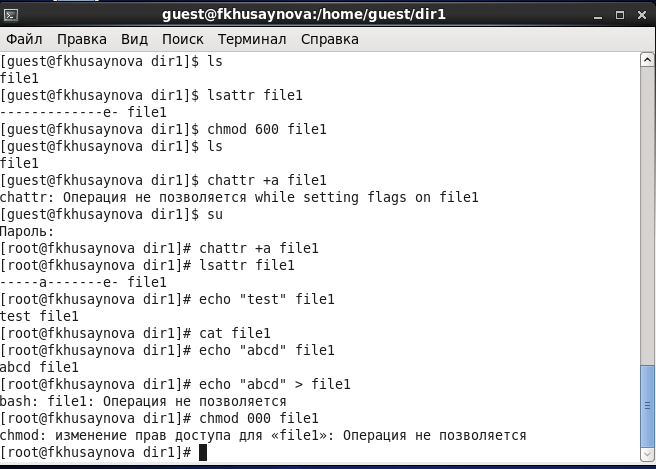 guest@fkhusaynova:/home/guest/dir1
Файл Правка Вид Поиск Терминал Справка
[guest@fkhusaynova dir1]$ ls
file1
[guest@fkhusaynova dir1]$ lsattr file1
-------------e- file1
[guest@fkhusaynova dir1]$ chmod 600 file1
[guest@fkhusaynova dir1]$ ls
file1
[guest@fkhusaynova dir1]$ chattr +a file1
chattr: Операция не позволяется while setting flags on file1
[guest@fkhusaynova dir1]$ su
Пароль:
[root@fkhusaynova dir1]# chattr +a file1
[root@fkhusaynova dir1]# lsattr file1
-----a-------e- file1
[root@fkhusaynova dir1]# echo "test" file1
test file1
[root@fkhusaynova dir1]# cat file1
[root@fkhusaynova dir1]# echo "abcd" file1
abcd file1
[root@fkhusaynova dir1]# echo "abcd" > file1
bash: file1: Операция не позволяется
[root@fkhusaynova dir1]# chmod 000 file1
chmod: изменение прав доступа для «file1»: Операция не позволяется
[root@fkhusaynova dir1]#